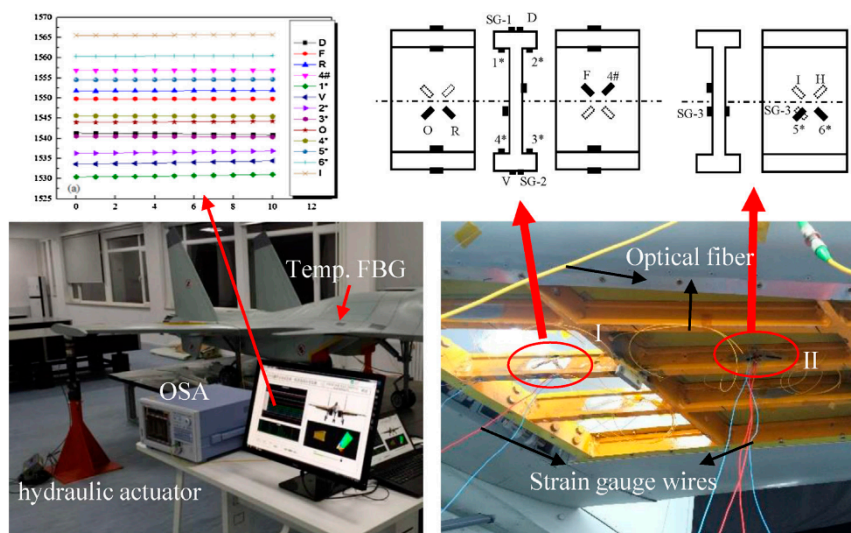 1570
1565
1560
1555
1550
1545
1540
1535
1530
1525
0
2
4
6
8
10
12
(a)
D
F
R
4#
1*
V
2*
3*
O
4*
5*
6*
I
SG-1 D
1* 2*
F 4#
I H
O R
SG-3
SG-3
5* 6*
4* 3*
V SG-2
Temp. FBG
OSA
hydraulic actuator
Optical fiber
I
II
Strain gauge wires